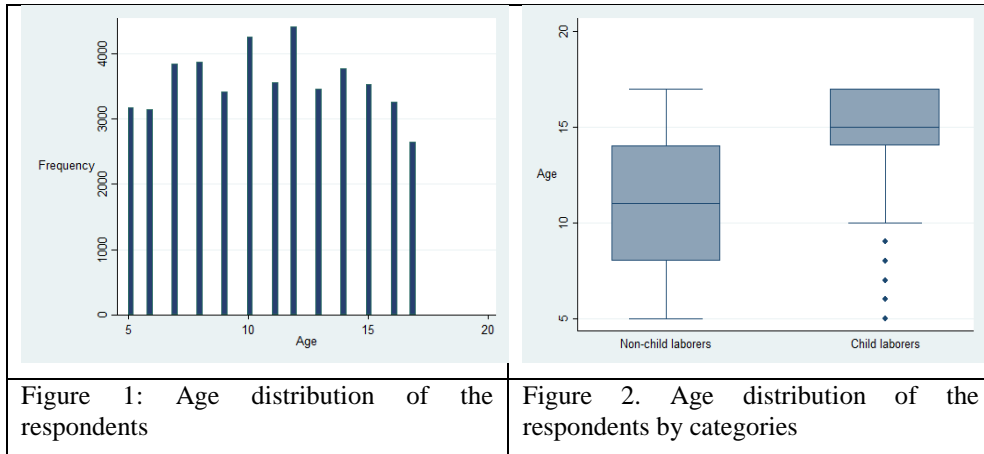 4000
3000
Frequency
2000
1000
0
5
10
15
20
Age
20
15
Age
10
5
Non-child laborers
Child laborers
Figure 1: Age distribution of the
respondents
Figure 2. Age distribution of the
respondents by categories